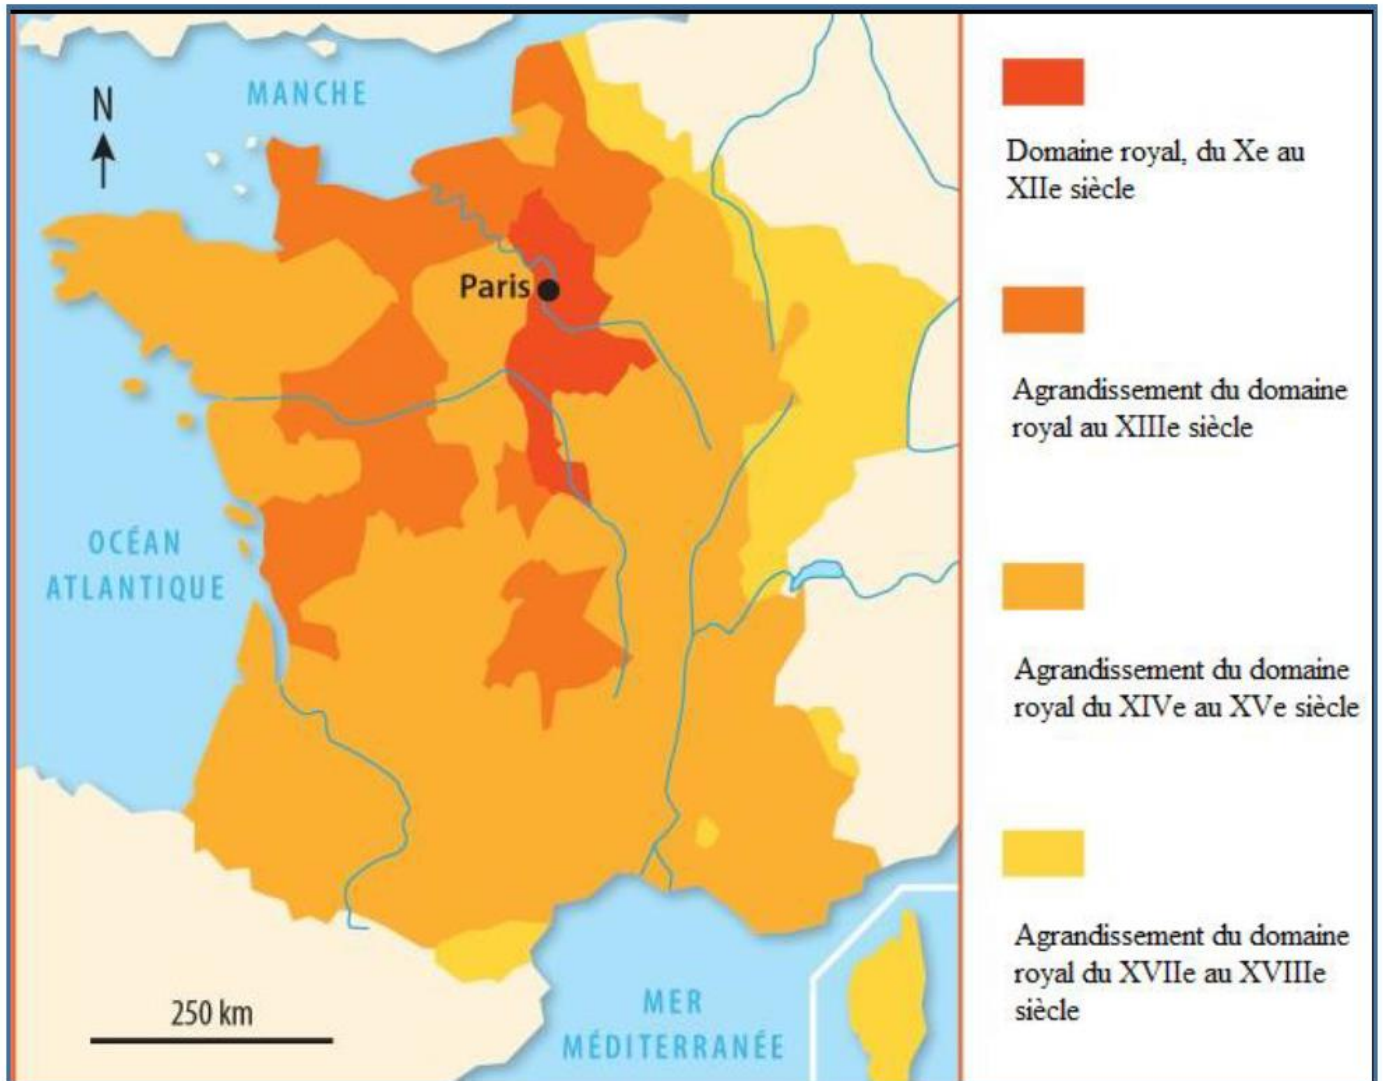 MANCHE
N
Paris
OCÉAN
ATLANTIQUE
250 km
MER
MÉDITERRANÉE
Domaine royal, du Xe au
XIIe siècle
Agrandissement du domaine
royal au XIIIe siècle
Agrandissement du domaine
royal du XIVe au XVe siècle
Agrandissement du domaine
royal du XVIIe au XVIIIe
siècle